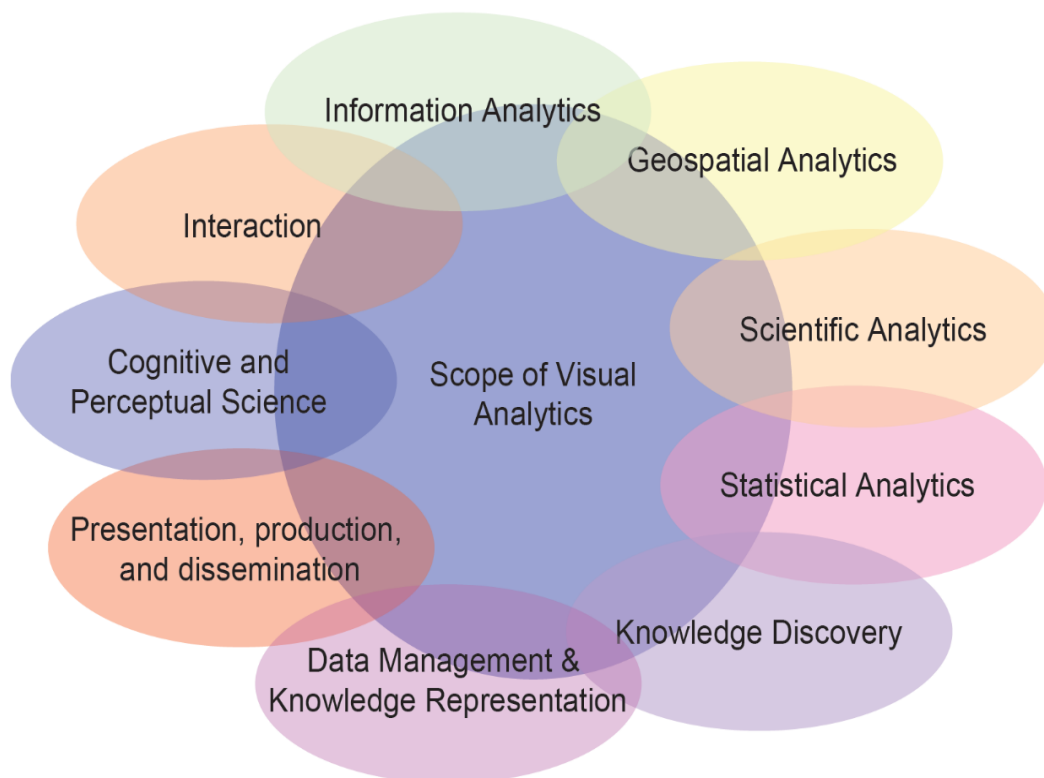 Information Analytics
Geospatial Analytics
Interaction
Scientific Analytics
Cognitive and
Perceptual Science
Scope of Visual
Analytics
Statistical Analytics
Presentation, production,
and dissemination
Knowledge Discovery
Data Management &
Knowledge Representation